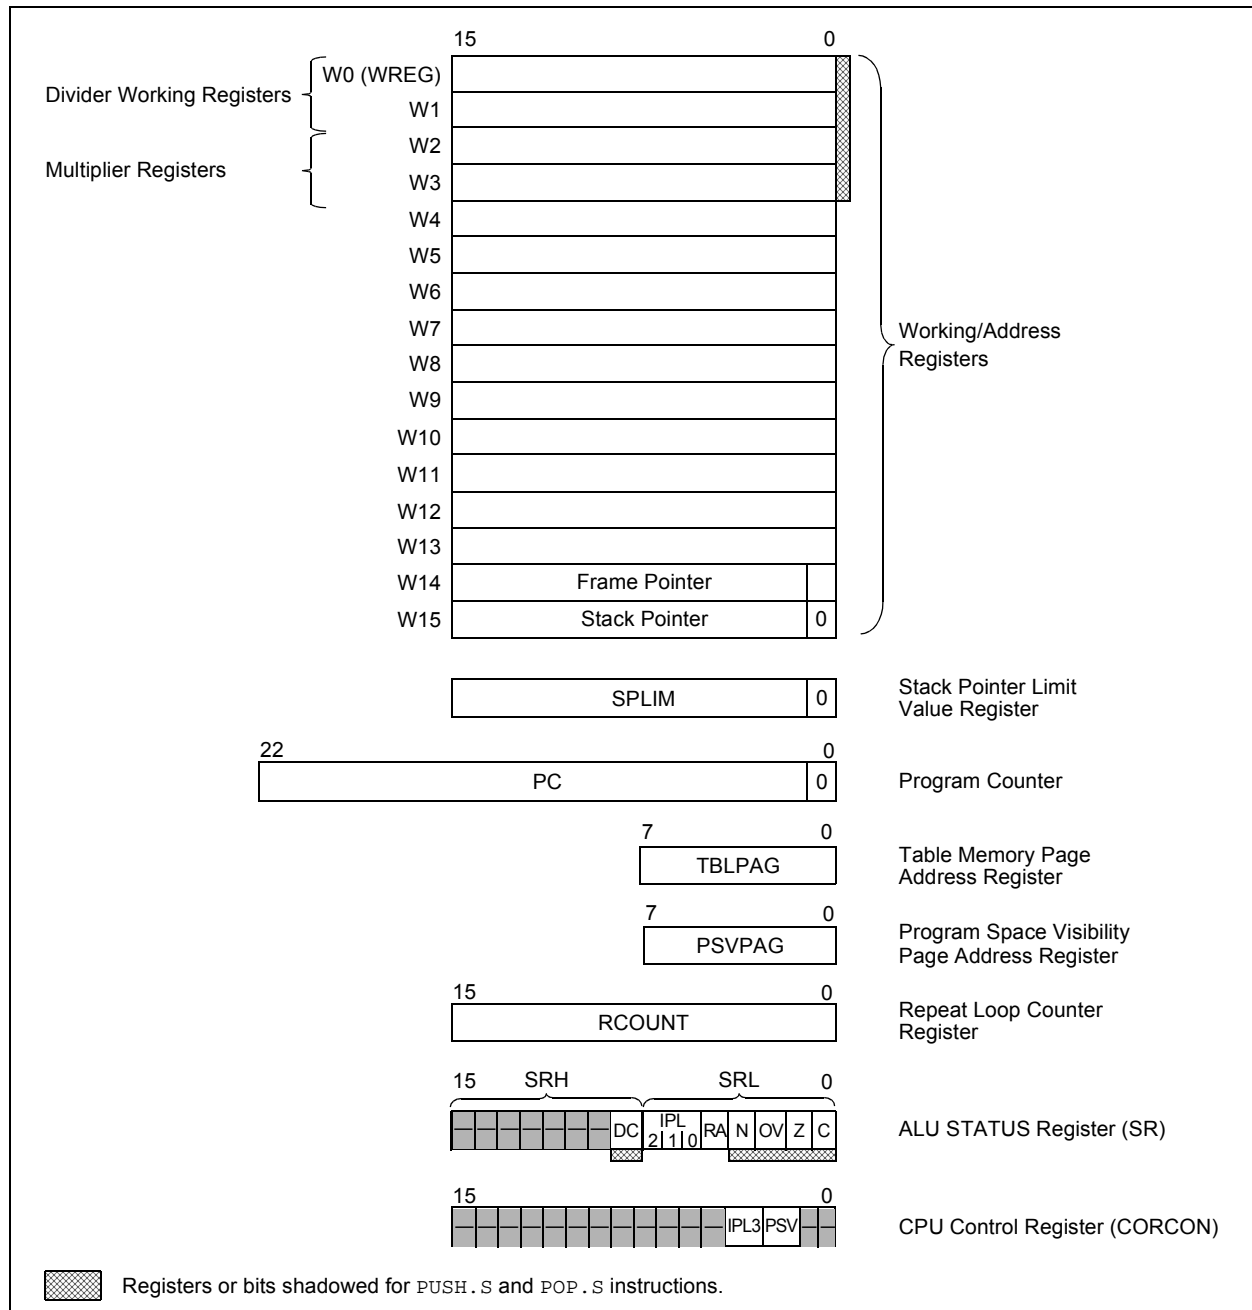 15 0
W0 (WREG)
Divider Working Registers
W1
W2
Multiplier Registers
W3
W4
W5
W6
W7
Working/Address
Registers
W8
W9
W10
W11
W12
W13
W14 Frame Pointer
W15 Stack Pointer 0
SPLIM 0
Stack Pointer Limit
Value Register
22 0
PC 0 Program Counter
7 0
TBLPAG
Table Memory Page
Address Register
7 0
PSVPAG
Program Space Visibility
Page Address Register
15 0
RCOUNT
Repeat Loop Counter
Register
15 SRH SRL 0
— — — — — — — DC IPL 2 1 0 RA N OV Z C ALU STATUS Register (SR)
15 0
— — — — — — — — — — — — IPL3 PSV — — CPU Control Register (CORCON)
Registers or bits shadowed for PUSH.S and POP.S instructions.